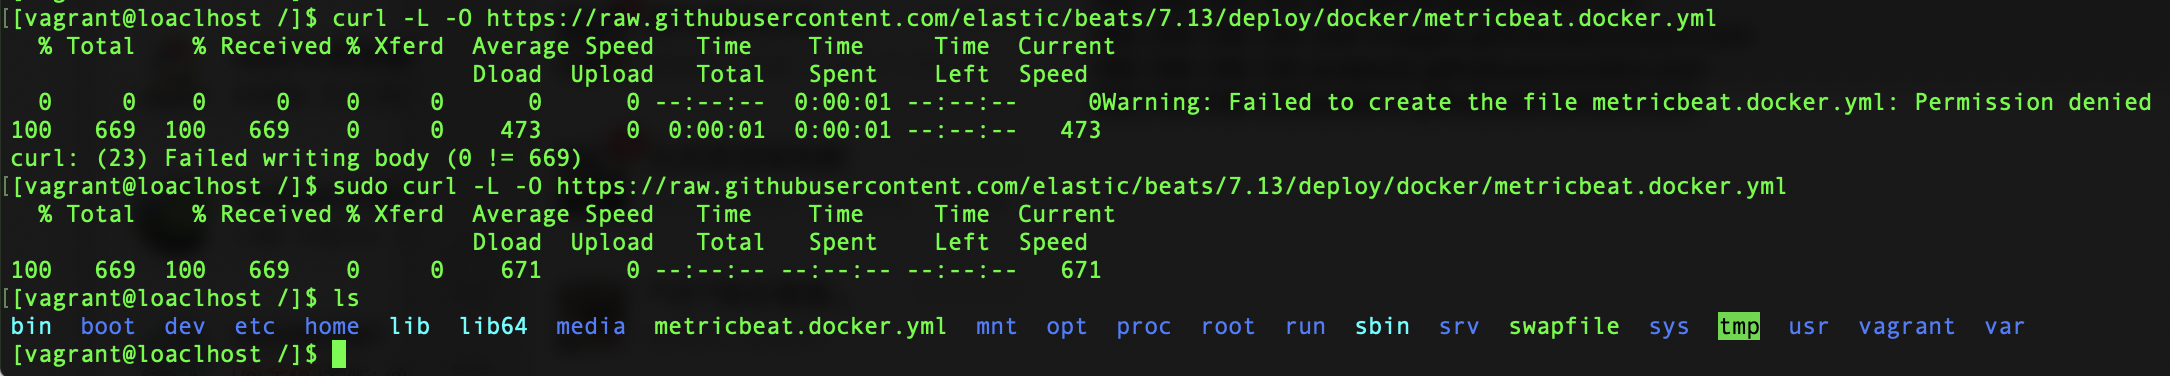 [[vagrant@loaclhost /]$ curl -L -O https://raw.githubusercontent.com/elastic/beats/7.13/deploy/docker/metricbeat.docker.yml
  % Total    % Received % Xferd  Average Speed   Time    Time     Time  Current
                                 Dload  Upload   Total   Spent    Left  Speed
  0     0    0     0    0     0      0      0 --:--:--  0:00:01 --:--:--     0Warning: Failed to create the file metricbeat.docker.yml: Permission denied
100   669  100   669    0     0    473      0  0:00:01  0:00:01 --:--:--   473
curl: (23) Failed writing body (0 != 669)
[[vagrant@loaclhost /]$ sudo curl -L -O https://raw.githubusercontent.com/elastic/beats/7.13/deploy/docker/metricbeat.docker.yml
  % Total    % Received % Xferd  Average Speed   Time    Time     Time  Current
                                 Dload  Upload   Total   Spent    Left  Speed
100   669  100   669    0     0    671      0 --:--:-- --:--:-- --:--:--   671
[[vagrant@loaclhost /]$ ls
bin  boot  dev  etc  home  lib  lib64  media  metricbeat.docker.yml  mnt  opt  proc  root  run  sbin  srv  swapfile  sys  tmp  usr  vagrant  var
[vagrant@loaclhost /]$